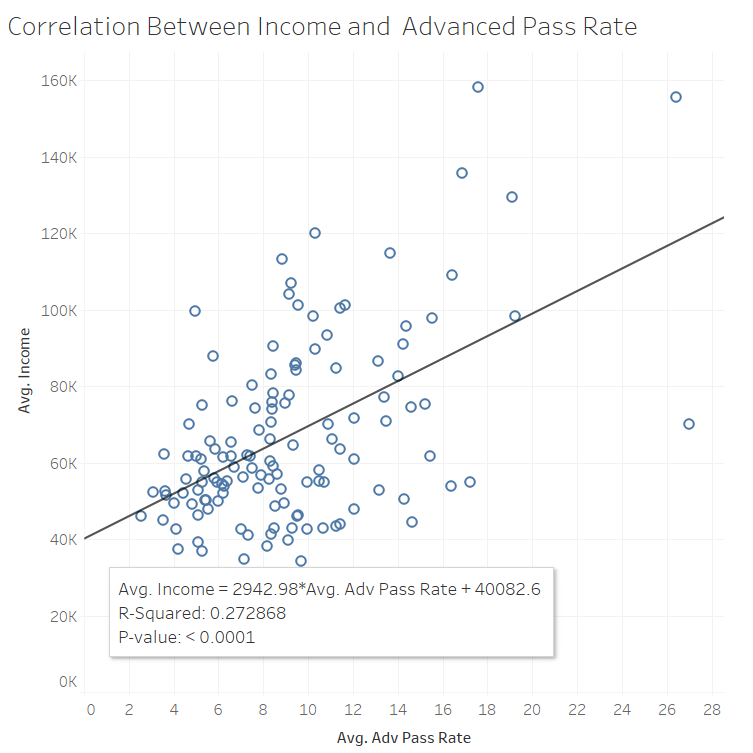 Correlation Between Income and Advanced Pass Rate
160K
140K
120K
100K
80K
60K
40K
20K
0K
Avg. Income
Avg. Income = 2942.98*Avg. Adv Pass Rate + 40082.6
R-Squared: 0.272868
P-value: < 0.0001
0 2 4 6 8 10 12 14 16 18 20 22 24 26 28
Avg. Adv Pass Rate